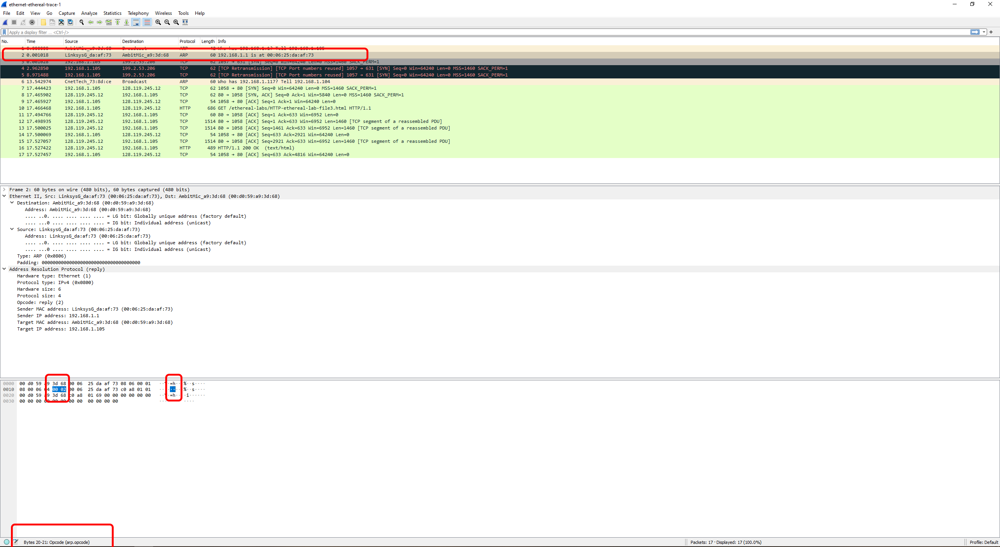 ethernet-ethereal-trace-1
File Edit View Go Capture Analyze Statistics Telephony Wireless Tools Help
Apply a display filter ... <Ctrl-/>
No. Time Source Destination Protocol Length Info
1 0.000000 AmbitMic_a9:3d:68 Broadcast ARP 42 Who has 192.168.1.1? Tell 192.168.1.105
2 0.001018 LinksysG_da:af:73 AmbitMic_a9:3d:68 ARP 60 192.168.1.1 is at 00:06:25:da:af:73
3 0.001028 192.168.1.105 199.2.53.206 TCP 62 1057 → 631 [SYN] Seq=0 Win=64240 Len=0 MSS=1460 SACK_PERM=1
4 2.962850 192.168.1.105 199.2.53.206 TCP 62 [TCP Retransmission] [TCP Port numbers reused] 1057 → 631 [SYN] Seq=0 Win=64240 Len=0 MSS=1460 SACK_PERM=1
5 8.971488 192.168.1.105 199.2.53.206 TCP 62 [TCP Retransmission] [TCP Port numbers reused] 1057 → 631 [SYN] Seq=0 Win=64240 Len=0 MSS=1460 SACK_PERM=1
6 13.542974 CnetTech_73:8d:ce Broadcast ARP 60 Who has 192.168.1.117? Tell 192.168.1.104
7 17.444423 192.168.1.105 128.119.245.12 TCP 62 1058 → 80 [SYN] Seq=0 Win=64240 Len=0 MSS=1460 SACK_PERM=1
8 17.465902 128.119.245.12 192.168.1.105 TCP 62 80 → 1058 [SYN, ACK] Seq=0 Ack=1 Win=5840 Len=0 MSS=1460 SACK_PERM=1
9 17.465927 192.168.1.105 128.119.245.12 TCP 54 1058 → 80 [ACK] Seq=1 Ack=1 Win=64240 Len=0
10 17.466468 192.168.1.105 128.119.245.12 HTTP 686 GET /ethereal-labs/HTTP-ethereal-lab-file3.html HTTP/1.1
11 17.494766 128.119.245.12 192.168.1.105 TCP 60 80 → 1058 [ACK] Seq=1 Ack=633 Win=6952 Len=0
12 17.498935 128.119.245.12 192.168.1.105 TCP 1514 80 → 1058 [ACK] Seq=1 Ack=633 Win=6952 Len=1460 [TCP segment of a reassembled PDU]
13 17.500025 128.119.245.12 192.168.1.105 TCP 1514 80 → 1058 [ACK] Seq=1461 Ack=633 Win=6952 Len=1460 [TCP segment of a reassembled PDU]
14 17.500069 192.168.1.105 128.119.245.12 TCP 54 1058 → 80 [ACK] Seq=633 Ack=2921 Win=64240 Len=0
15 17.527057 128.119.245.12 192.168.1.105 TCP 1514 80 → 1058 [ACK] Seq=2921 Ack=633 Win=6952 Len=1460 [TCP segment of a reassembled PDU]
16 17.527422 128.119.245.12 192.168.1.105 HTTP 489 HTTP/1.1 200 OK (text/html)
17 17.527457 192.168.1.105 128.119.245.12 TCP 54 1058 → 80 [ACK] Seq=633 Ack=4816 Win=64240 Len=0
Frame 2: 60 bytes on wire (480 bits), 60 bytes captured (480 bits)
Ethernet II, Src: LinksysG_da:af:73 (00:06:25:da:af:73), Dst: AmbitMic_a9:3d:68 (00:d0:59:a9:3d:68)
Destination: AmbitMic_a9:3d:68 (00:d0:59:a9:3d:68)
Address: AmbitMic_a9:3d:68 (00:d0:59:a9:3d:68)
.... ..0. .... .... .... .... = LG bit: Globally unique address (factory default)
.... ...0 .... .... .... .... = IG bit: Individual address (unicast)
Source: LinksysG_da:af:73 (00:06:25:da:af:73)
Address: LinksysG_da:af:73 (00:06:25:da:af:73)
.... ..0. .... .... .... .... = LG bit: Globally unique address (factory default)
.... ...0 .... .... .... .... = IG bit: Individual address (unicast)
Type: ARP (0x0806)
Padding: 000000000000000000000000000000000000
Address Resolution Protocol (reply)
Hardware type: Ethernet (1)
Protocol type: IPv4 (0x0800)
Hardware size: 6
Protocol size: 4
Opcode: reply (2)
Sender MAC address: LinksysG_da:af:73 (00:06:25:da:af:73)
Sender IP address: 192.168.1.1
Target MAC address: AmbitMic_a9:3d:68 (00:d0:59:a9:3d:68)
Target IP address: 192.168.1.105
0000 00 d0 59 a9 3d 68 00 06 25 da af 73 08 06 00 01 ··Y·=h·· %··s····
0010 08 00 06 04 00 02 00 06 25 da af 73 c0 a8 01 01 ········ %··s····
0020 00 d0 59 a9 3d 68 c0 a8 01 69 00 00 00 00 00 00 ··Y·=h·· ·i······
0030 00 00 00 00 00 00 00 00 00 00 00 00 ········ ····
Bytes 20-21: Opcode (arp.opcode)
Packets: 17 · Displayed: 17 (100.0%)
Profile: Default